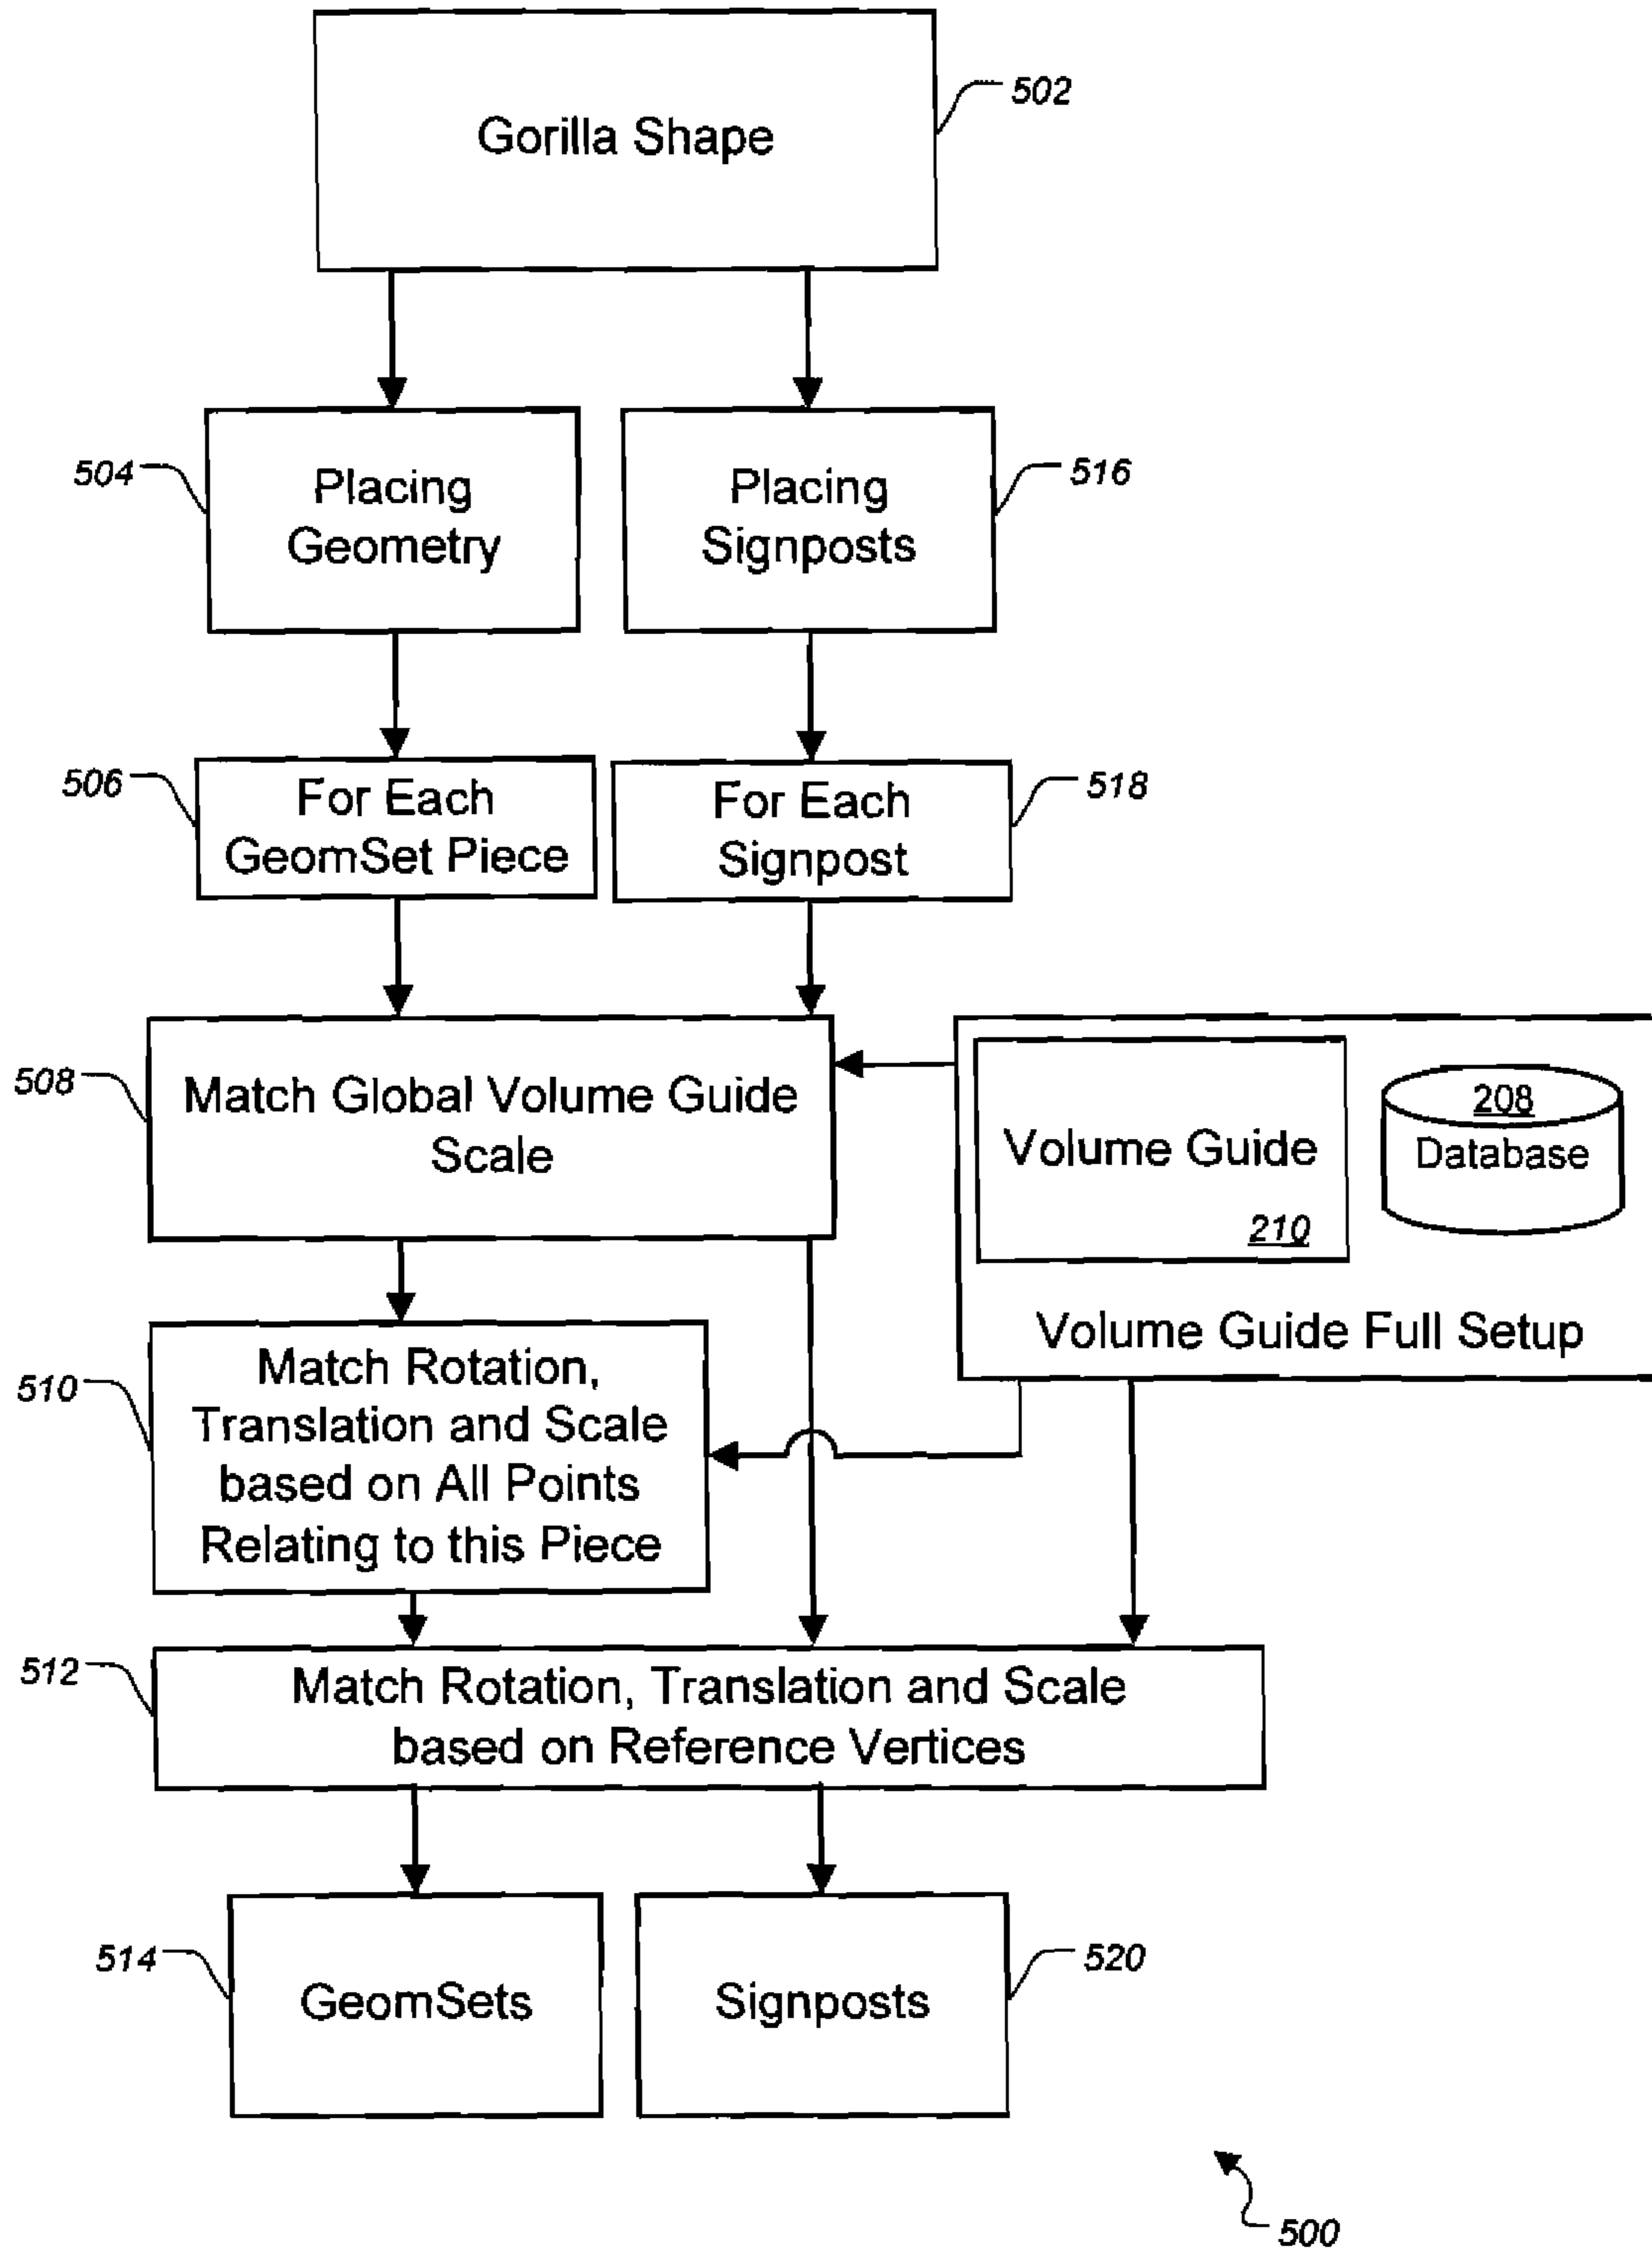 Gorilla Shape
502
504
Placing
Geometry
Placing
Signposts
516
506
For Each
GeomSet Piece
For Each
Signpost
518
508
Match Global Volume Guide
Scale
Volume Guide
210
208
Database
Volume Guide Full Setup
510
Match Rotation,
Translation and Scale
based on All Points
Relating to this Piece
512
Match Rotation, Translation and Scale
based on Reference Vertices
514
GeomSets
Signposts
520
500